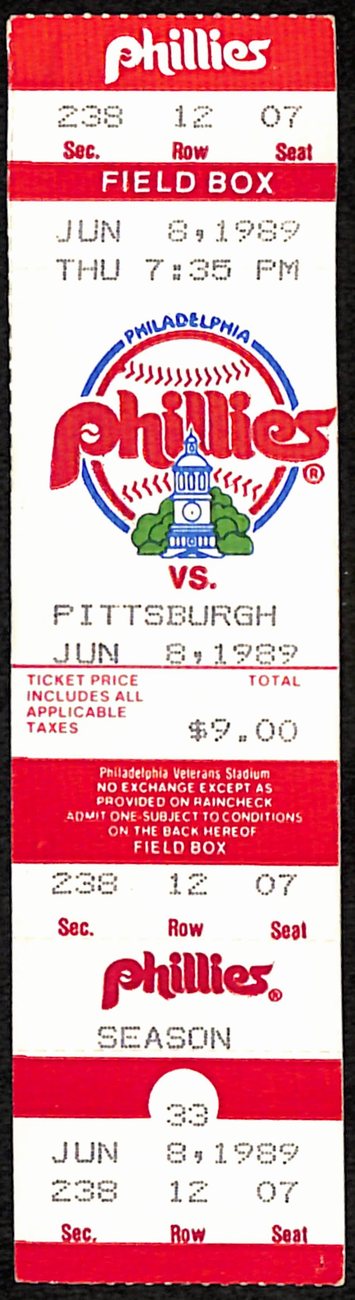 phillies
238 12 07
Sec. Row Seat
FIELD BOX
JUN 8,1989
THU 7:35 PM
PHILADELPHIA
phillies®
VS.
PITTSBURGH
JUN 8,1989
TICKET PRICE TOTAL
INCLUDES ALL
APPLICABLE
TAXES $9.00
Philadelphia Veterans Stadium
NO EXCHANGE EXCEPT AS
PROVIDED ON RAINCHECK
ADMIT ONE-SUBJECT TO CONDITIONS
ON THE BACK HEREOF
FIELD BOX
238 12 07
Sec. Row Seat
phillies®
SEASON
33
JUN 8,1989
238 12 07
Sec. Row Seat
1